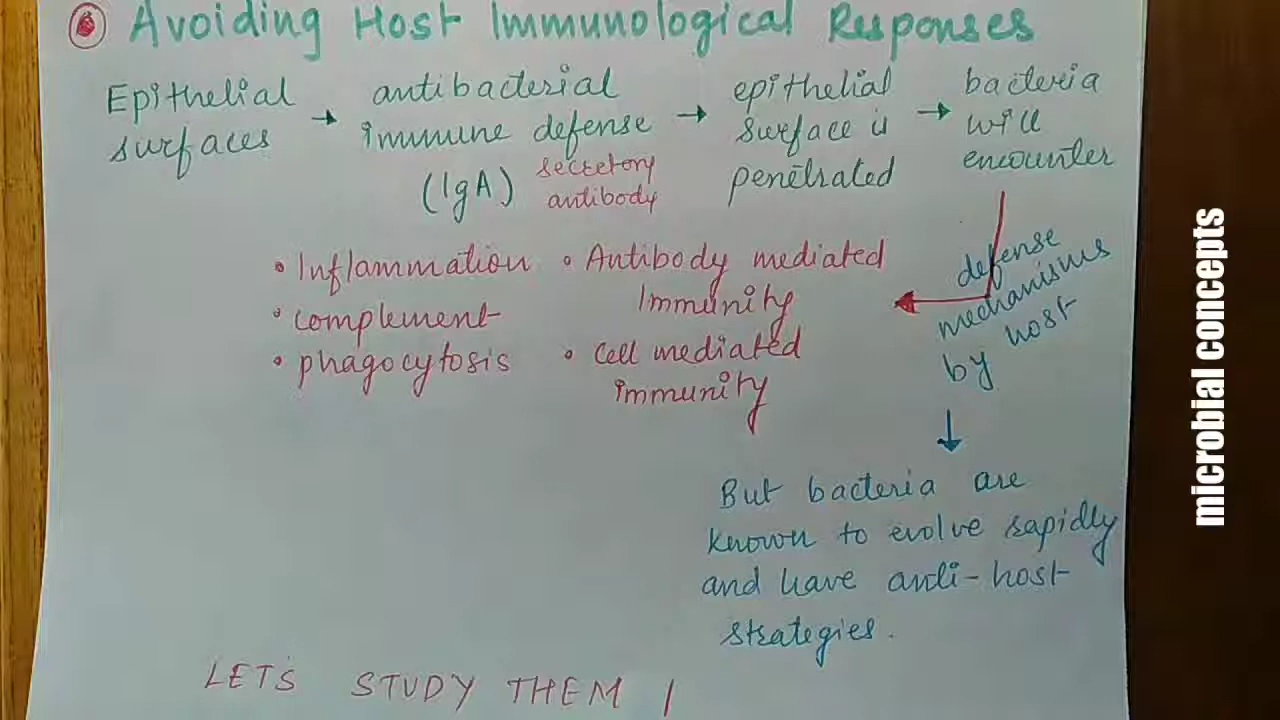 Avoiding Host Immunological Responses
Epithelial surfaces → antibacterial immune defense (IgA) secretory antibody → epithelial surface is penetrated → bacteria will encounter
defense mechanisms by host
• Inflammation
• complement
• phagocytosis
• Antibody mediated Immunity
• Cell mediated immunity
↓
But bacteria are
known to evolve rapidly
and have anti-host
strategies.
LET'S STUDY THEM !
microbial concepts